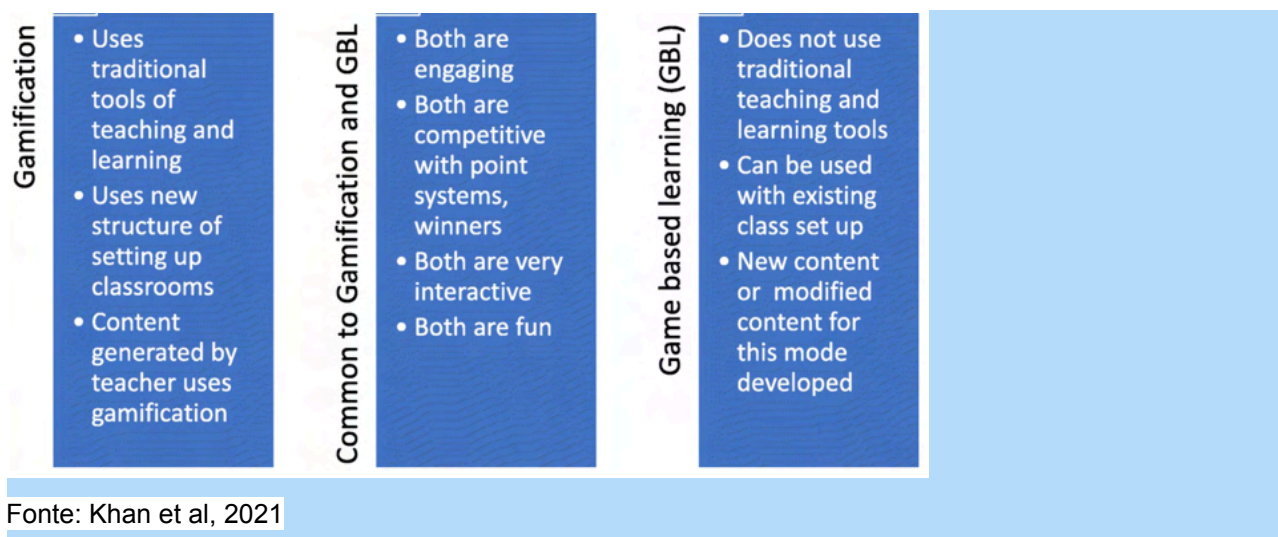 Gamification
• Uses
traditional
tools of
teaching and
learning
• Uses new
structure of
setting up
classrooms
• Content
generated by
teacher uses
gamification
Common to Gamification and GBL
• Both are
engaging
• Both are
competitive
with point
systems,
winners
• Both are very
interactive
• Both are fun
Game based learning (GBL)
• Does not use
traditional
teaching and
learning tools
• Can be used
with existing
class set up
• New content
or modified
content for
this mode
developed
Fonte: Khan et al, 2021